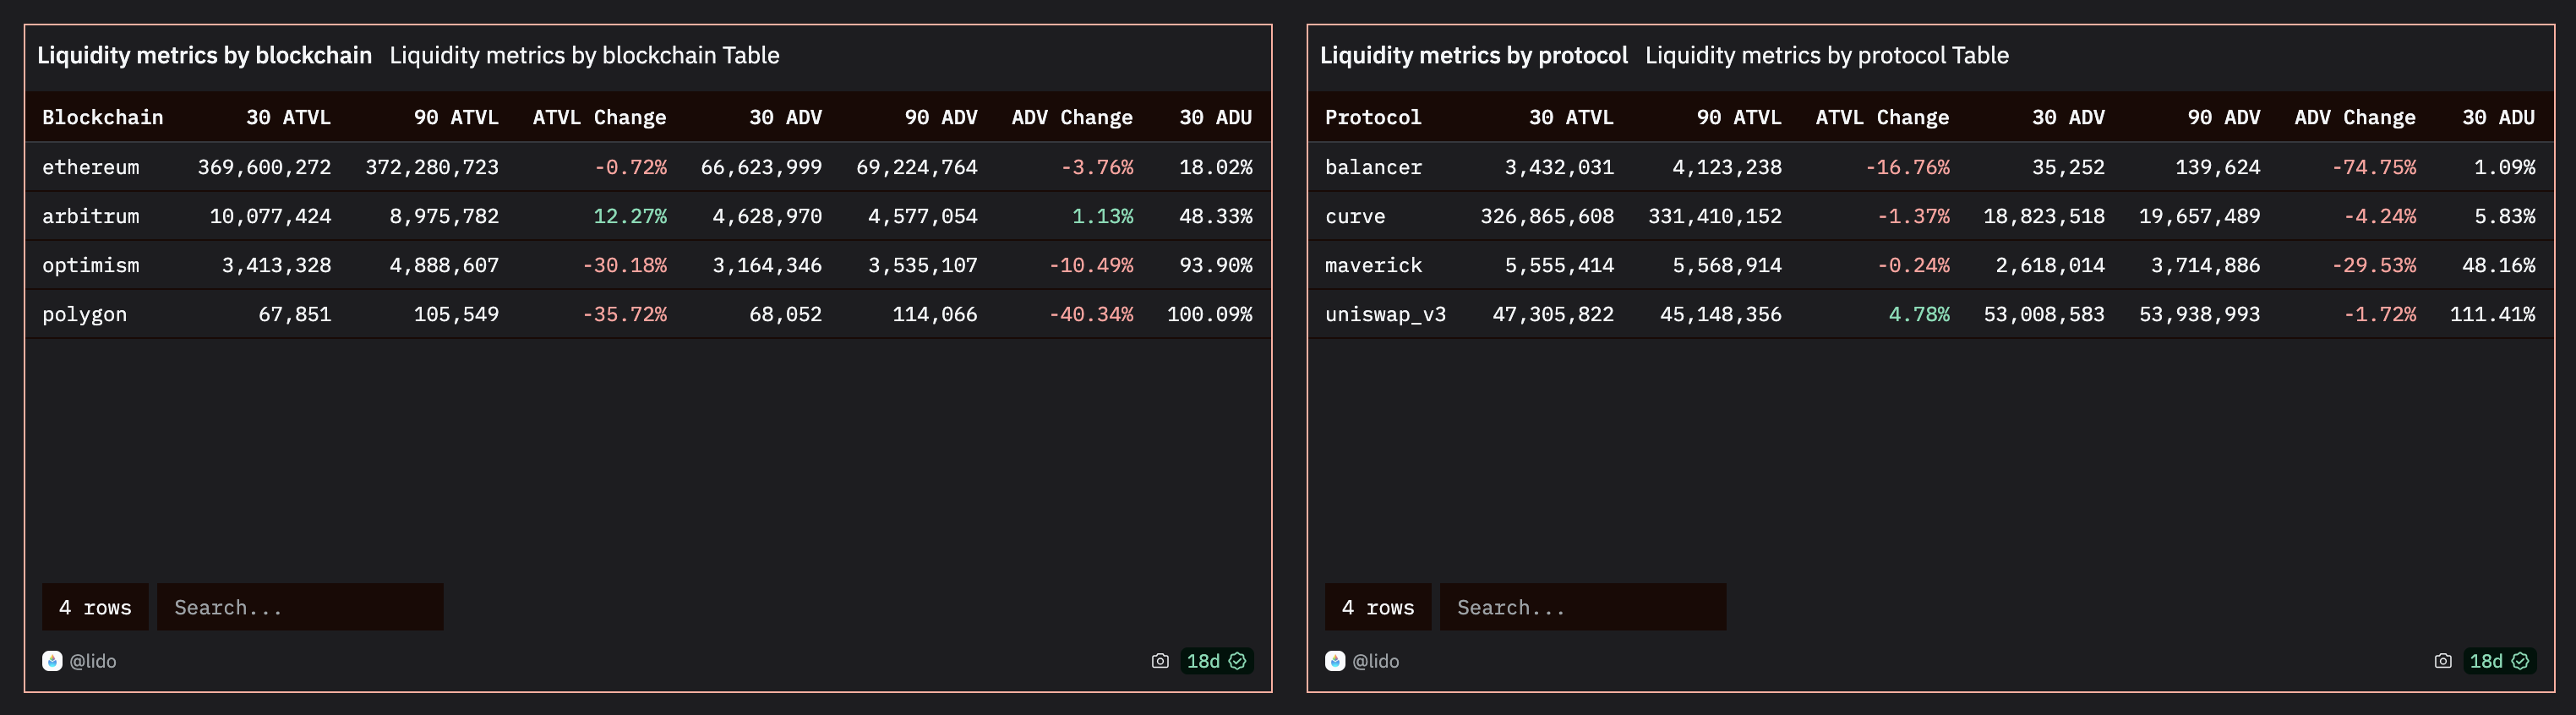 Liquidity metrics by blockchain Liquidity metrics by blockchain Table
Blockchain 30 ATVL 90 ATVL ATVL Change 30 ADV 90 ADV ADV Change 30 ADU
ethereum 369,600,272 372,280,723 -0.72% 66,623,999 69,224,764 -3.76% 18.02%
arbitrum 10,077,424 8,975,782 12.27% 4,628,970 4,577,054 1.13% 48.33%
optimism 3,413,328 4,888,607 -30.18% 3,164,346 3,535,107 -10.49% 93.90%
polygon 67,851 105,549 -35.72% 68,052 114,066 -40.34% 100.09%
4 rows Search...
@lido 18d
Liquidity metrics by protocol Liquidity metrics by protocol Table
Protocol 30 ATVL 90 ATVL ATVL Change 30 ADV 90 ADV ADV Change 30 ADU
balancer 3,432,031 4,123,238 -16.76% 35,252 139,624 -74.75% 1.09%
curve 326,865,608 331,410,152 -1.37% 18,823,518 19,657,489 -4.24% 5.83%
maverick 5,555,414 5,568,914 -0.24% 2,618,014 3,714,886 -29.53% 48.16%
uniswap_v3 47,305,822 45,148,356 4.78% 53,008,583 53,938,993 -1.72% 111.41%
4 rows Search...
@lido 18d